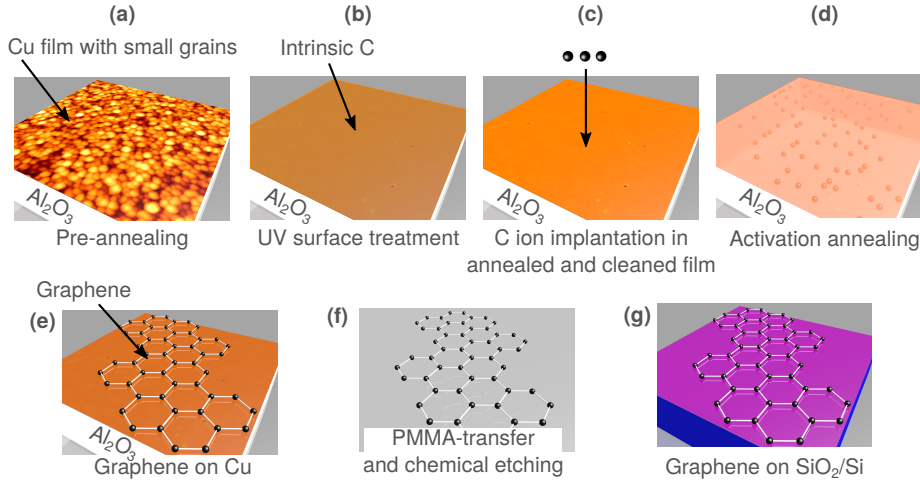 (a)
(b)
(c)
(d)
Cu film with small grains
Intrinsic C
Al₂O₃
Al₂O₃
Al₂O₃
Al₂O₃
Pre-annealing
UV surface treatment
C ion implantation in
annealed and cleaned film
Activation annealing
Graphene
(e)
(f)
(g)
Al₂O₃
Graphene on Cu
PMMA-transfer
and chemical etching
Graphene on SiO₂/Si